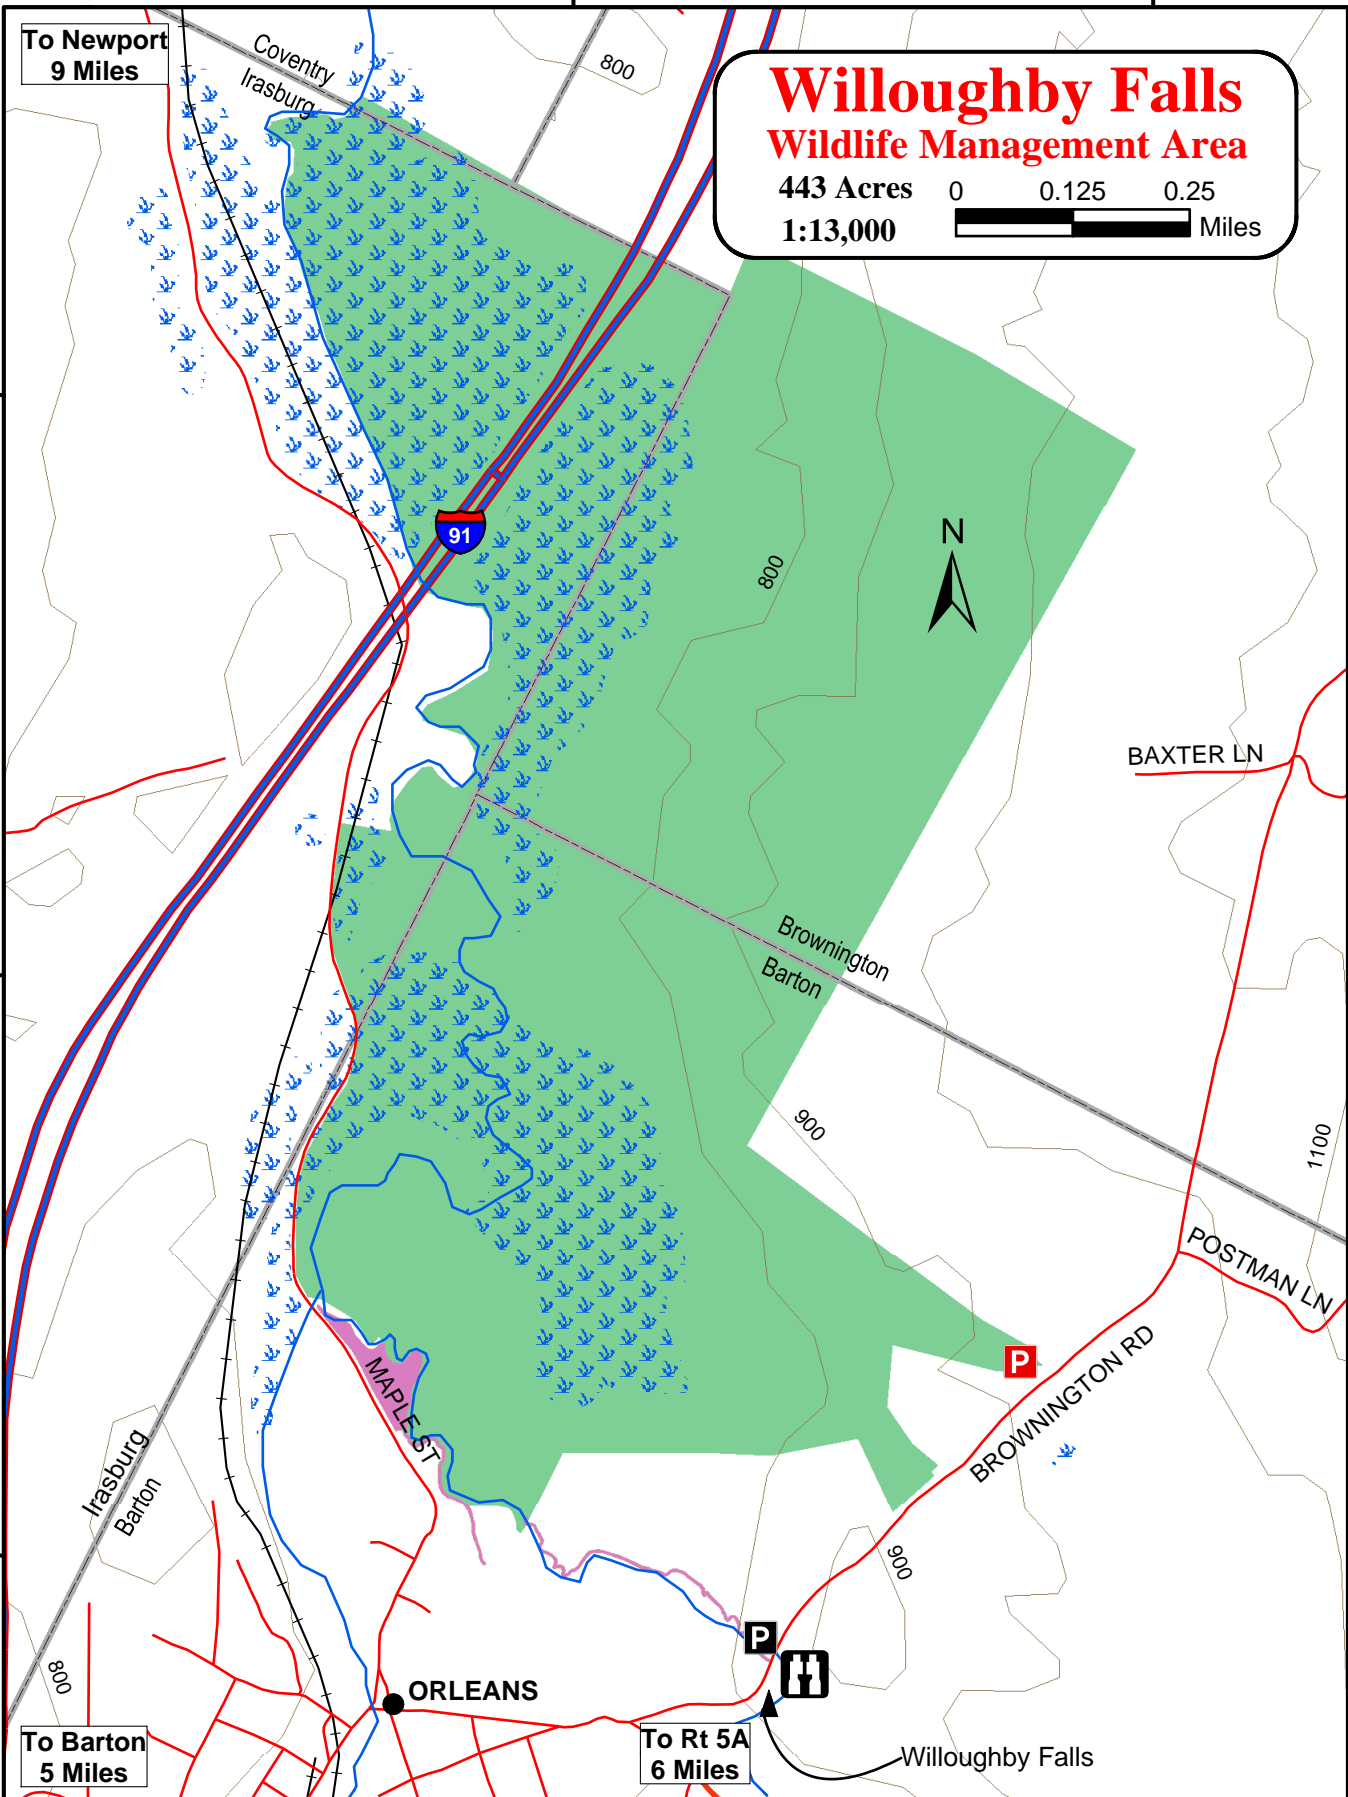 To Newport
9 Miles
Coventry
Irasburg
800
Willoughby Falls
Wildlife Management Area
443 Acres
1:13,000
0 0.125 0.25
Miles
91
N
800
BAXTER LN
Brownington
Barton
900
1100
POSTMAN LN
P
BROWNINGTON RD
MAPLE ST
Irasburg
Barton
900
P
800
ORLEANS
To Barton
5 Miles
To Rt 5A
6 Miles
Willoughby Falls